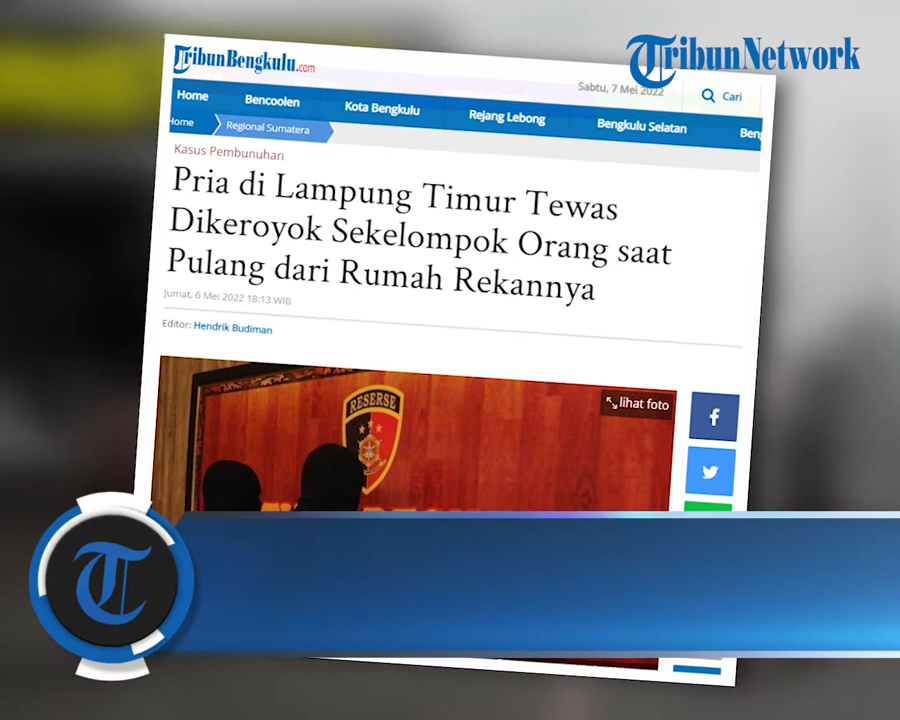 TribunNetwork
TribunBengkulu.com
Sabtu, 7 Mei 2022
Cari
Home
Bencoolen
Kota Bengkulu
Rejang Lebong
Bengkulu Selatan
Beng
Home
Regional Sumatera
Kasus Pembunuhan
Pria di Lampung Timur Tewas
Dikeroyok Sekelompok Orang saat
Pulang dari Rumah Rekannya
Jumat, 6 Mei 2022 18:13 WIB
Editor: Hendrik Budiman
lihat foto
RESERSE
f
T